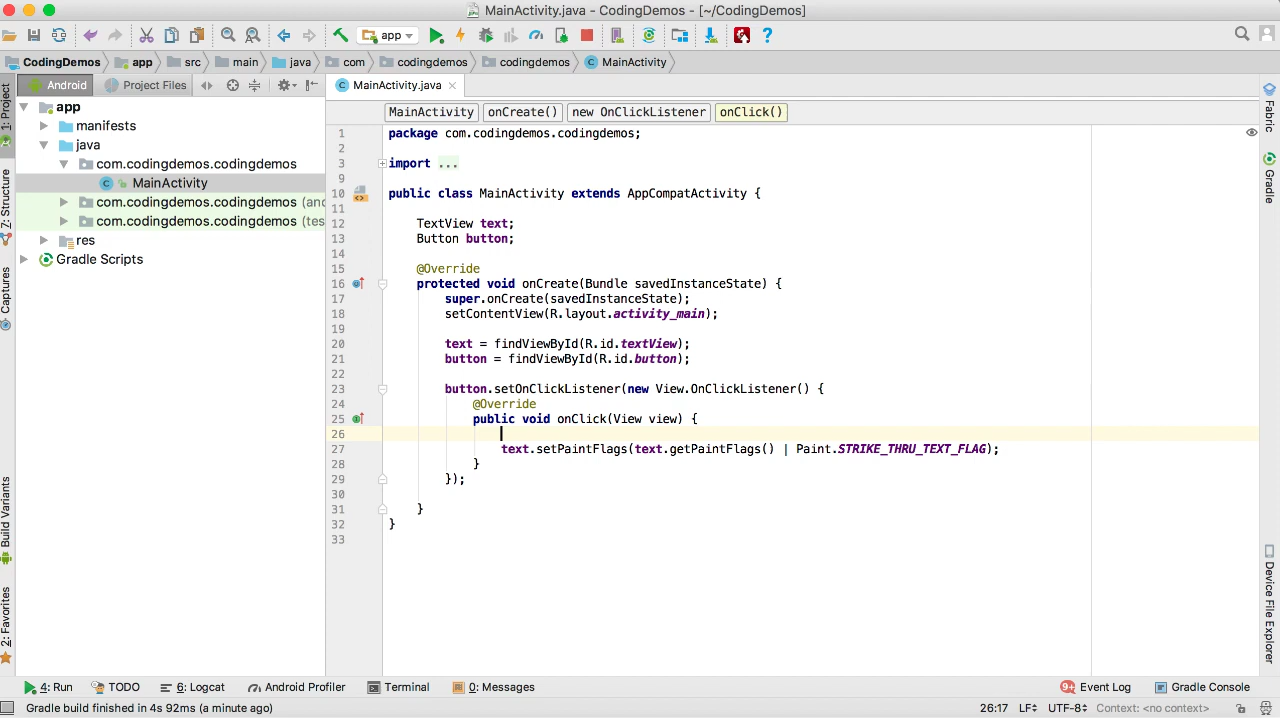 MainActivity.java - CodingDemos - [~/CodingDemos]
app
CodingDemos app src main java com codingdemos codingdemos MainActivity
Android Project Files MainActivity.java
MainActivity onCreate() new OnClickListener onClick()
1: Project
Z: Structure
Captures
Build Variants
2: Favorites
app
manifests
java
com.codingdemos.codingdemos
MainActivity
com.codingdemos.codingdemos (an
com.codingdemos.codingdemos (tes
res
Gradle Scripts
1 package com.codingdemos.codingdemos;
2
3 import ...
9
10 public class MainActivity extends AppCompatActivity {
11
12 TextView text;
13 Button button;
14
15 @Override
16 protected void onCreate(Bundle savedInstanceState) {
17 super.onCreate(savedInstanceState);
18 setContentView(R.layout.activity_main);
19
20 text = findViewById(R.id.textView);
21 button = findViewById(R.id.button);
22
23 button.setOnClickListener(new View.OnClickListener() {
24 @Override
25 public void onClick(View view) {
26
27 text.setPaintFlags(text.getPaintFlags() | Paint.STRIKE_THRU_TEXT_FLAG);
28 }
29 });
30
31 }
32 }
33
Fabric
Gradle
Device File Explorer
4: Run TODO 6: Logcat Android Profiler Terminal 0: Messages 9+ Event Log Gradle Console
Gradle build finished in 4s 92ms (a minute ago) 26:17 LF UTF-8 Context: <no context>